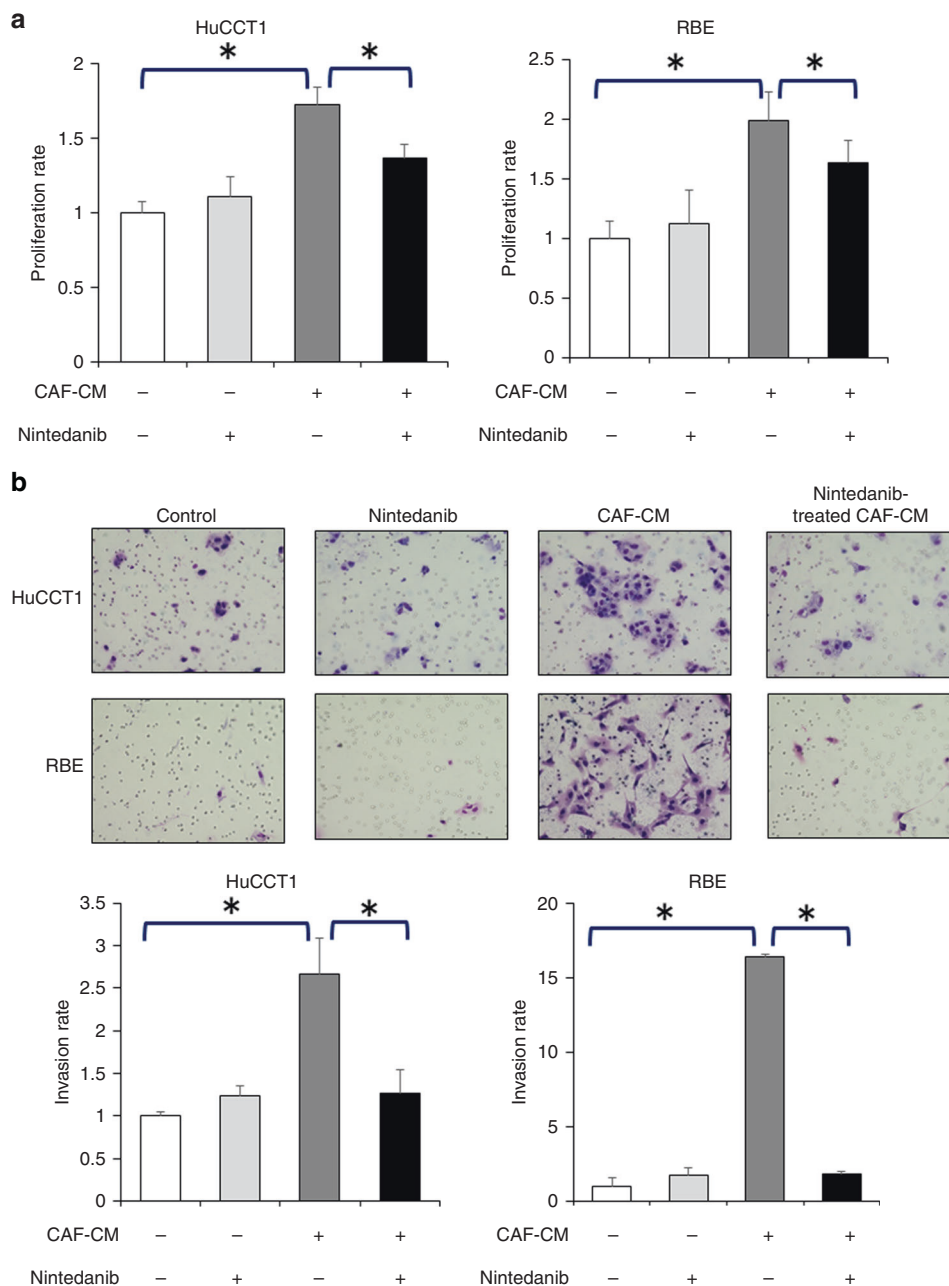 a
HuCCT1
RBE
Proliferation rate
2
1.5
1
0.5
0
* *
Proliferation rate
2.5
2
1.5
1
0.5
0
* *
CAF-CM – – + +
Nintedanib – + – +
CAF-CM – – + +
Nintedanib – + – +
b
Control
Nintedanib
CAF-CM
Nintedanib-
treated CAF-CM
HuCCT1
RBE
HuCCT1
RBE
Invasion rate
3.5
3
2.5
2
1.5
1
0.5
0
* *
Invasion rate
20
15
10
5
0
* *
CAF-CM – – + +
Nintedanib – + – +
CAF-CM – – + +
Nintedanib – + – +